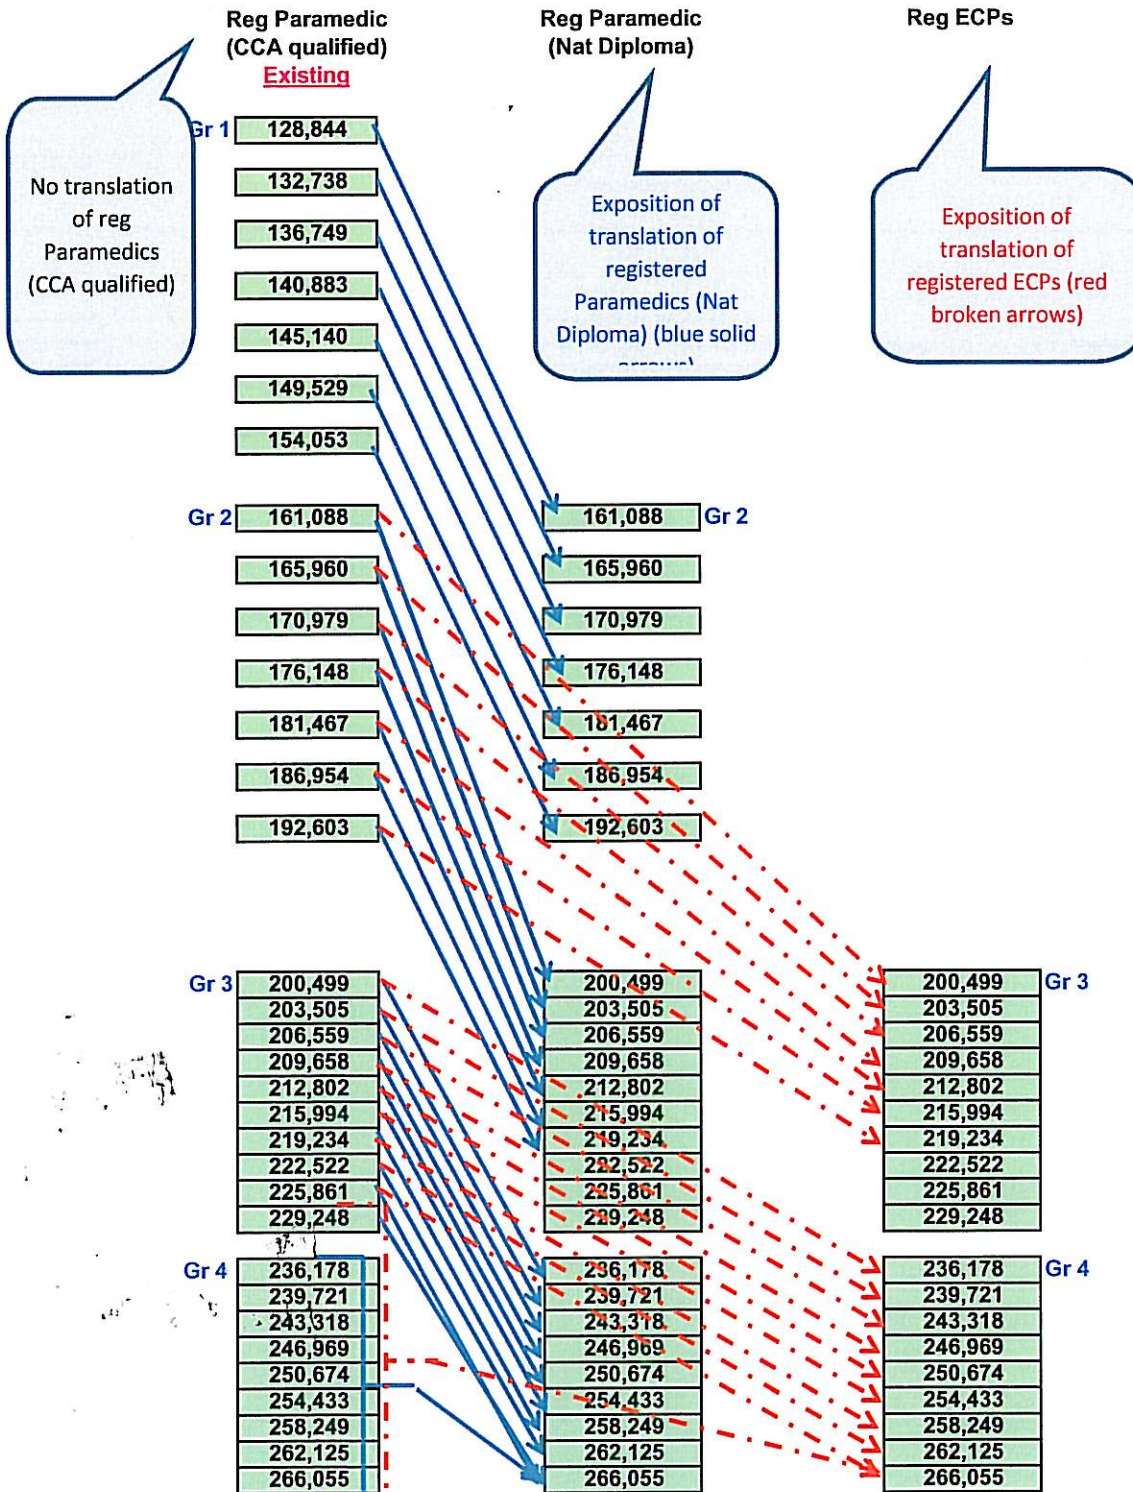 Reg Paramedic
(CCA qualified)
Existing
Reg Paramedic
(Nat Diploma)
Reg ECPs
No translation
of reg
Paramedics
(CCA qualified)
Exposition of
translation of
registered
Paramedics (Nat
Diploma) (blue solid
arrows)
Exposition of
translation of
registered ECPs (red
broken arrows)
Gr 1 128,844
132,738
136,749
140,883
145,140
149,529
154,053
Gr 2 161,088 161,088 Gr 2
165,960 165,960
170,979 170,979
176,148 176,148
181,467 181,467
186,954 186,954
192,603 192,603
Gr 3 200,499 200,499 200,499 Gr 3
203,505 203,505 203,505
206,559 206,559 206,559
209,658 209,658 209,658
212,802 212,802 212,802
215,994 215,994 215,994
219,234 219,234 219,234
222,522 222,522 222,522
225,861 225,861 225,861
229,248 229,248 229,248
Gr 4 236,178 236,178 236,178 Gr 4
239,721 239,721 239,721
243,318 243,318 243,318
246,969 246,969 246,969
250,674 250,674 250,674
254,433 254,433 254,433
258,249 258,249 258,249
262,125 262,125 262,125
266,055 266,055 266,055